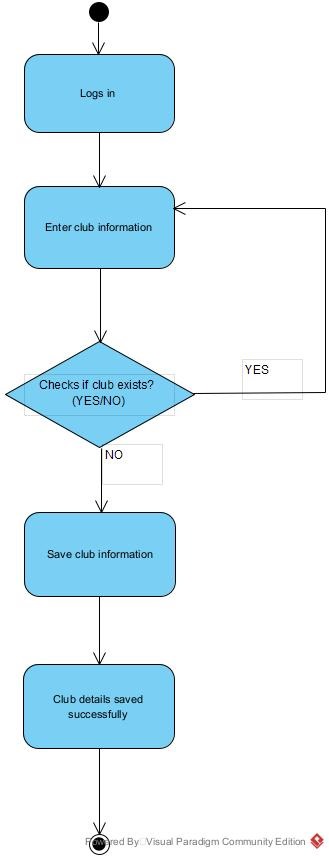 Logs in
Enter club information
Checks if club exists?
(YES/NO)
YES
NO
Save club information
Club details saved
successfully
Powered By Visual Paradigm Community Edition